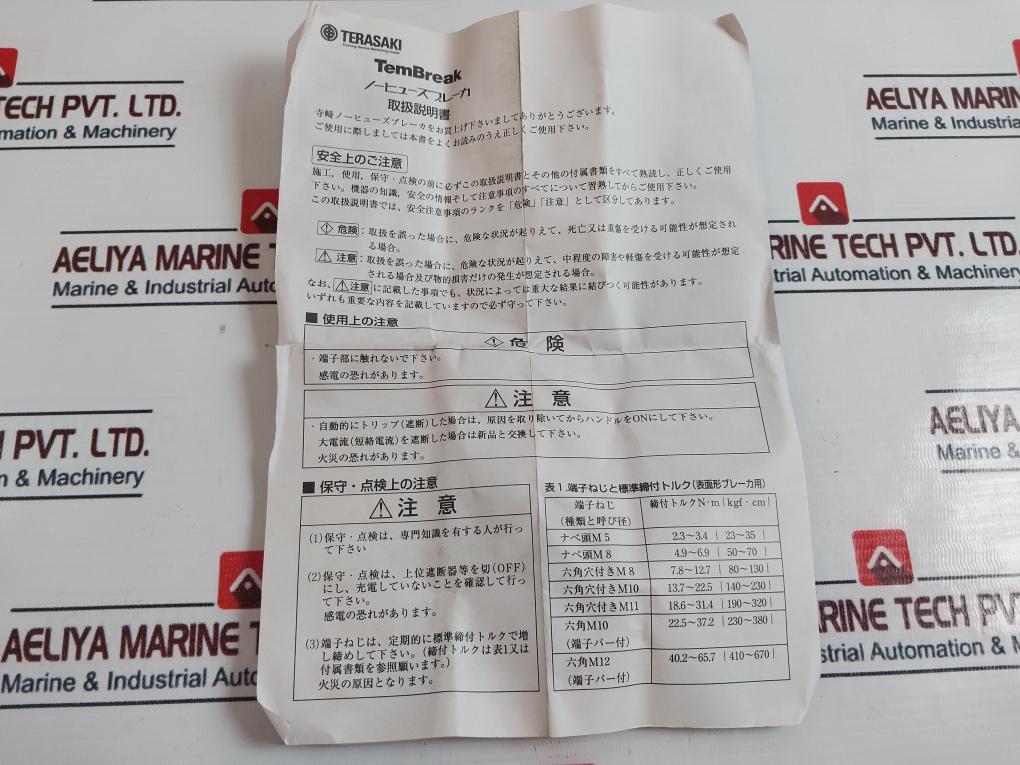 TERASAKI
TemBreak
ノーヒューズブレーカ
取扱説明書
寺崎ノーヒューズブレーカをお買上げ下さいましてありがとうございます。
ご使用に際しましては本書をよくお読みのうえ正しくご使用下さい。
安全上のご注意
施工，使用，保守・点検の前に必ずこの取扱説明書とその他の付属書類をすべて熟読し、正しくご使用
下さい。機器の知識，安全の情報そして注意事項のすべてについて習熟してからご使用下さい。
この取扱説明書では、安全注意事項のランクを「危険」「注意」として区分してあります。
危険：取扱を誤った場合に、危険な状況が起りえて、死亡又は重傷を受ける可能性が想定され
る場合。
注意：取扱を誤った場合に、危険な状況が起りえて、中程度の障害や軽傷を受ける可能性が想定
される場合及び物的損害だけの発生が想定される場合。
なお、注意に記載した事項でも、状況によっては重大な結果に結びつく可能性があります。
いずれも重要な内容を記載していますので必ず守って下さい。
■ 使用上の注意
危 険
・端子部に触れないで下さい。
感電の恐れがあります。
注 意
・自動的にトリップ(遮断)した場合は、原因を取り除いてからハンドルをONにして下さい。
大電流(短絡電流)を遮断した場合は新品と交換して下さい。
火災の恐れがあります。
■ 保守・点検上の注意
注 意
(1)保守・点検は、専門知識を有する人が行っ
て下さい
(2)保守・点検は、上位遮断器等を切(OFF)
にし、充電していないことを確認して行っ
て下さい。
感電の恐れがあります。
(3)端子ねじは、定期的に標準締付トルクで増
し締めして下さい。(締付トルクは表1又は
付属書類を参照願います。)
火災の原因となります。
表1.端子ねじと標準締付トルク(表面形ブレーカ用)
端子ねじ
(種類と呼び径)
締付トルクN・m|kgf・cm|
ナベ頭M5 2.3～3.4 | 23～35 |
ナベ頭M8 4.9～6.9 | 50～70 |
六角穴付きM8 7.8～12.7 | 80～130 |
六角穴付きM10 13.7～22.5 |140～230|
六角穴付きM11 18.6～31.4 |190～320|
六角M10 22.5～37.2 |230～380|
(端子バー付)
六角M12 40.2～65.7 |410～670|
(端子バー付)
TECH PVT. LTD.
Automation & Machinery
AELIYA MARINE
Marine & Industrial
AELIYA MARINE T
Marine & Industrial Auto
RINE TECH PVT. LTD.
strial Automation & Machinery
PVT. LTD.
n & Machinery
AELIYA MAR
Marine &
AELIYA MARINE T
Marine & Industrial Auto
ARINE TECH PVT
ustrial Automation & M